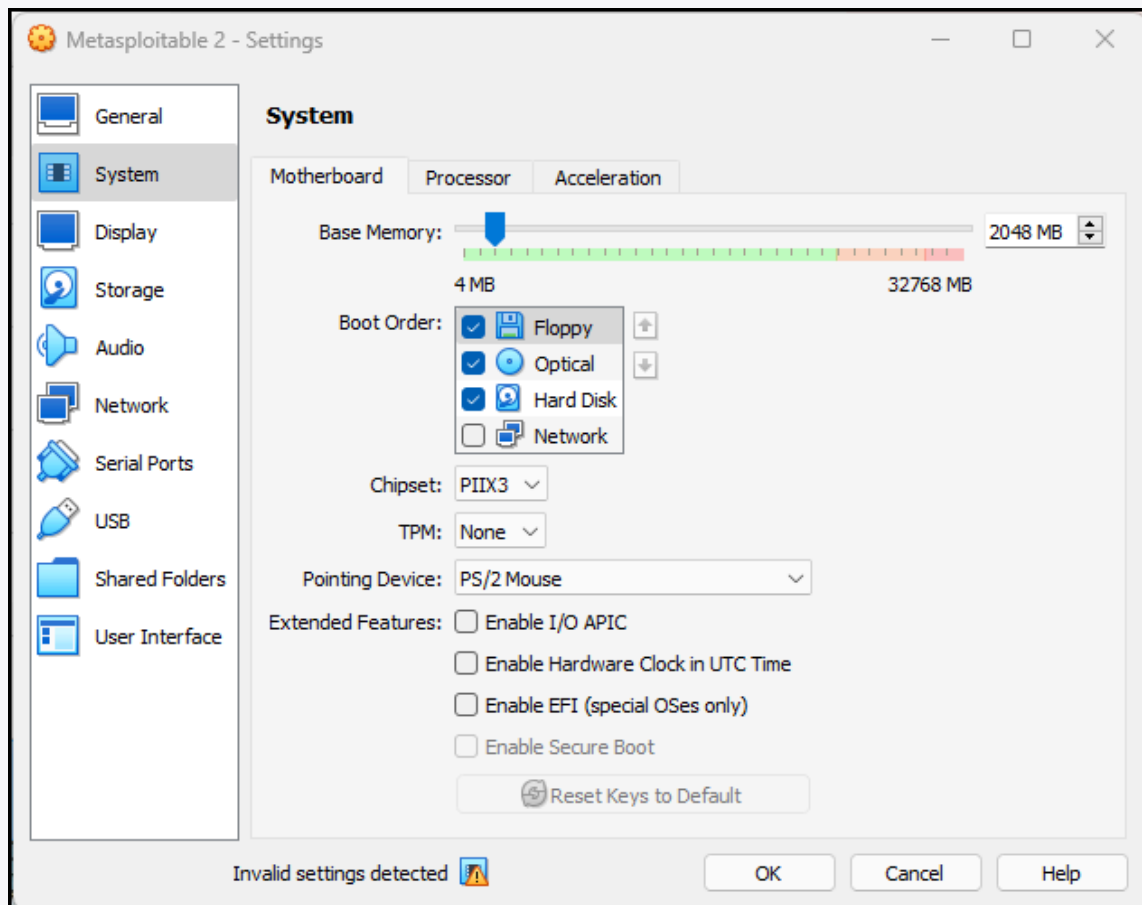 Metasploitable 2 - Settings
General
System
Display
Storage
Audio
Network
Serial Ports
USB
Shared Folders
User Interface
System
Motherboard
Processor
Acceleration
Base Memory:
2048 MB
4 MB
32768 MB
Boot Order:
Floppy
Optical
Hard Disk
Network
Chipset:
PIIX3
TPM:
None
Pointing Device:
PS/2 Mouse
Extended Features:
Enable I/O APIC
Enable Hardware Clock in UTC Time
Enable EFI (special OSes only)
Enable Secure Boot
Reset Keys to Default
Invalid settings detected
OK
Cancel
Help